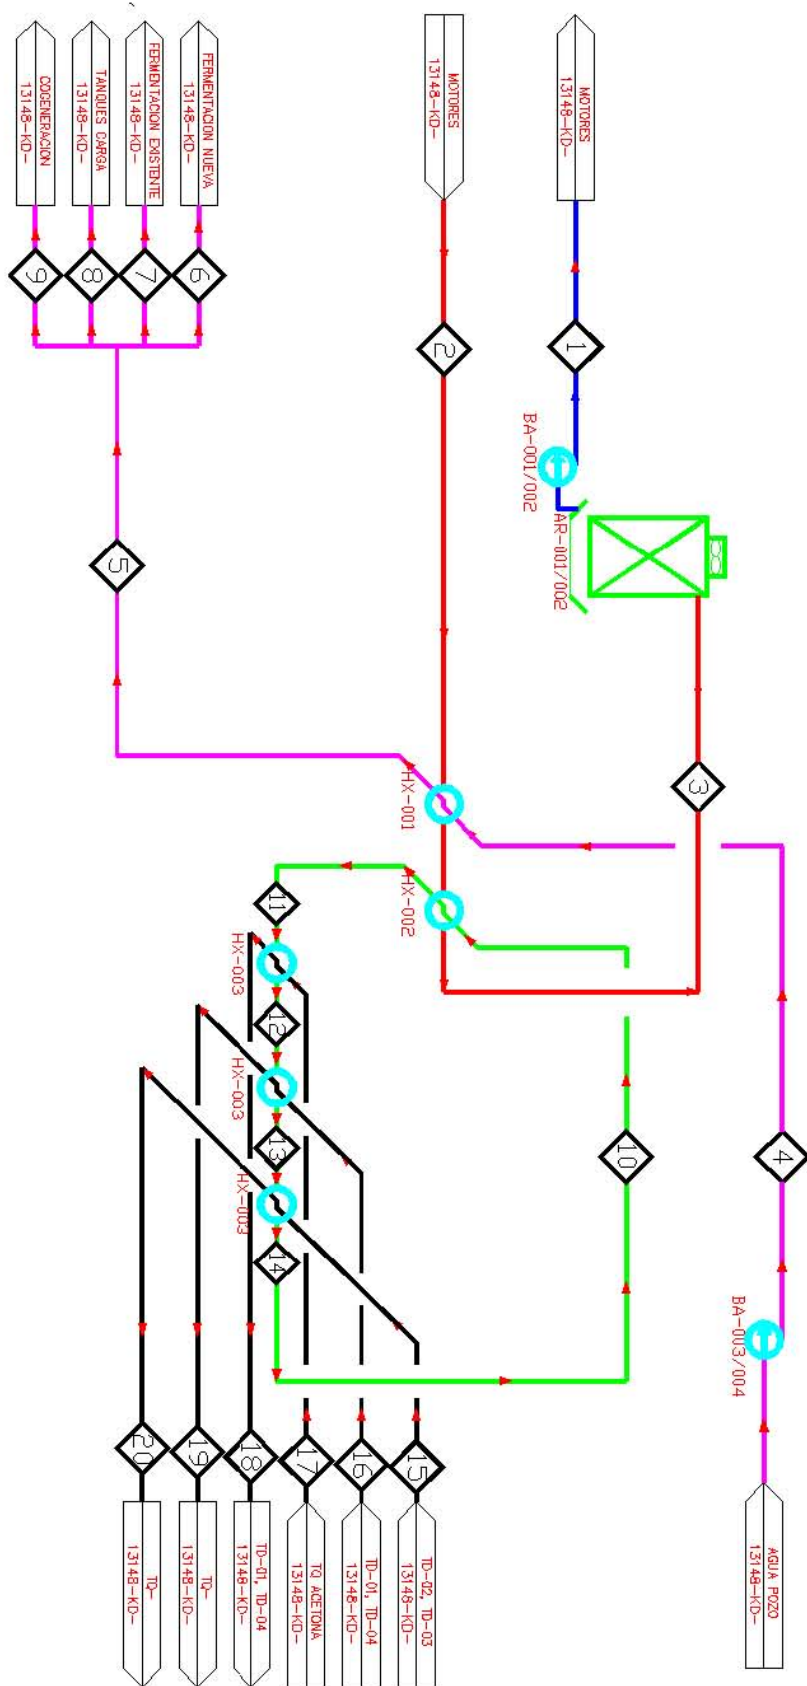 4
AGUA POZO
13148-KD-
BA-003/004
3
10
MOTORES
13148-KD-
1
AR-001/002
BA-001/002
MOTORES
13148-KD-
2
HX-001
HX-002
15
TD-02, TD-03
13148-KD-
16
TD-01, TD-04
13148-KD-
17
TQ ACETONA
13148-KD-
11
12
13
14
HX-003
HX-003
HX-003
18
TD-01, TD-04
13148-KD-
FERMENTACION NUEVA
13148-KD-
6
19
TQ-
13148-KD-
FERMENTACION EXISTENTE
13148-KD-
7
20
TQ-
13148-KD-
5
TANQUES CARGA
13148-KD-
8
COGENERACION
13148-KD-
9